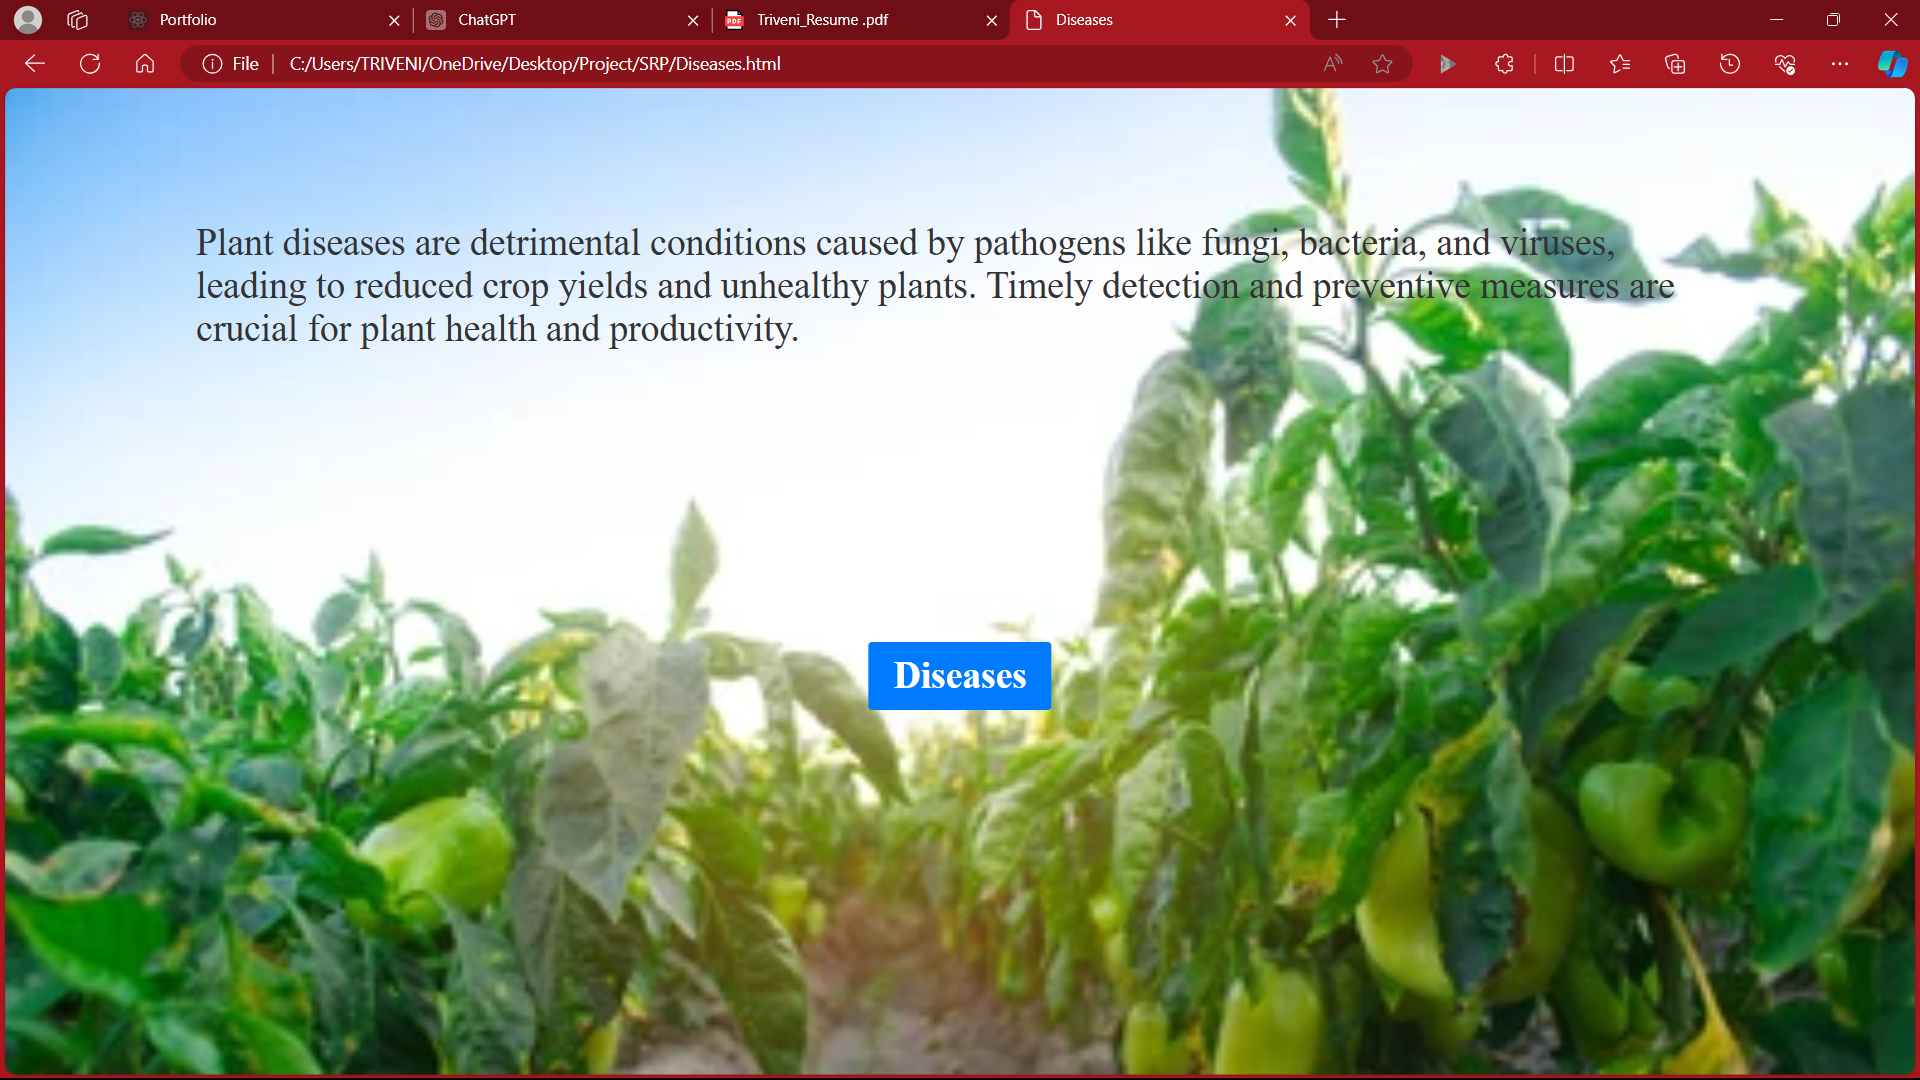 Portfolio
ChatGPT
PDF
Triveni_Resume .pdf
Diseases
File
C:/Users/TRIVENI/OneDrive/Desktop/Project/SRP/Diseases.html
Plant diseases are detrimental conditions caused by pathogens like fungi, bacteria, and viruses,
leading to reduced crop yields and unhealthy plants. Timely detection and preventive measures are
crucial for plant health and productivity.
Diseases